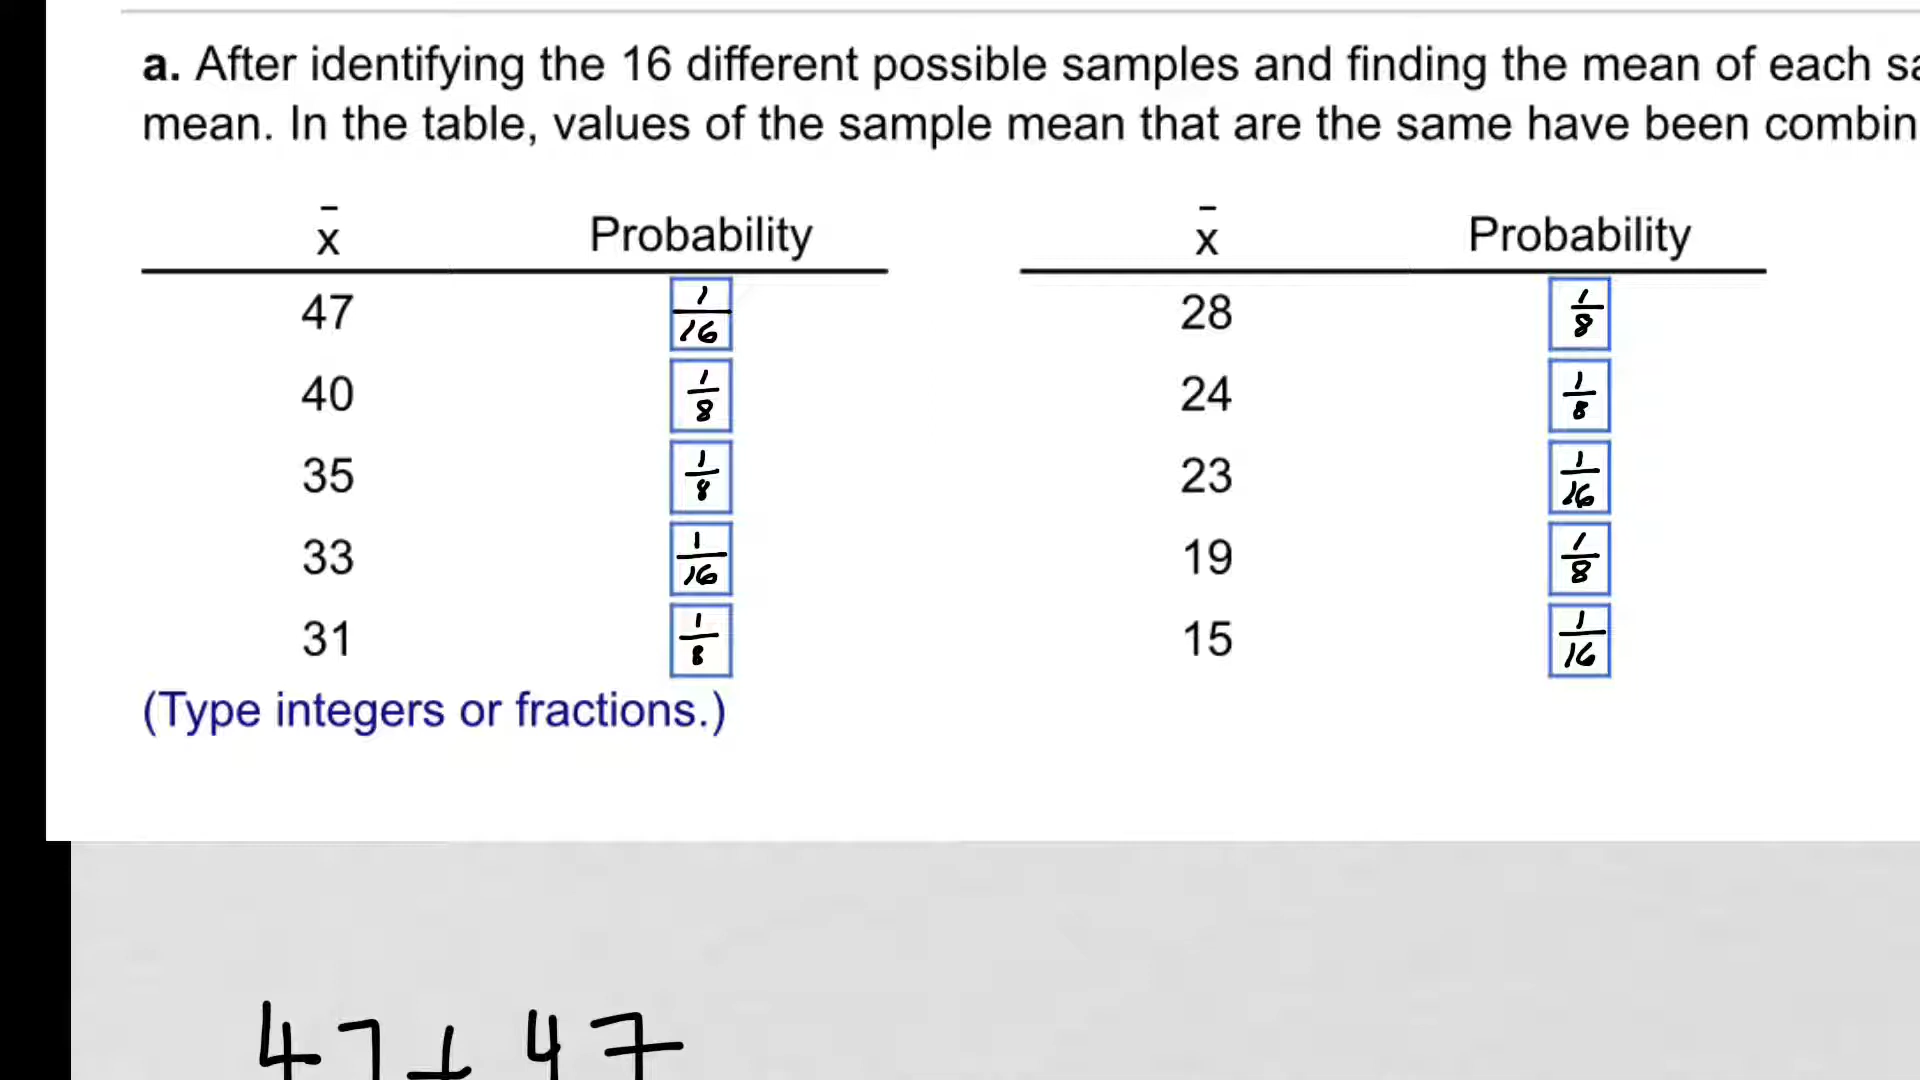 a. After identifying the 16 different possible samples and finding the mean of each sa
mean. In the table, values of the sample mean that are the same have been combin
x̄ Probability x̄ Probability
47 1/16 28 1/8
40 1/8 24 1/8
35 1/8 23 1/16
33 1/16 19 1/8
31 1/8 15 1/16
(Type integers or fractions.)
47 + 47